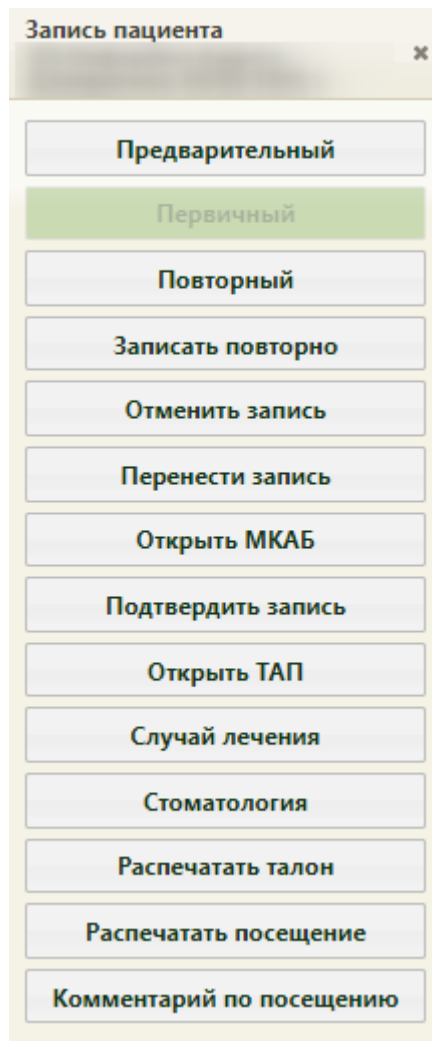 Запись пациента
Предварительный
Первичный
Повторный
Записать повторно
Отменить запись
Перенести запись
Открыть МКАБ
Подтвердить запись
Открыть ТАП
Случай лечения
Стоматология
Распечатать талон
Распечатать посещение
Комментарий по посещению